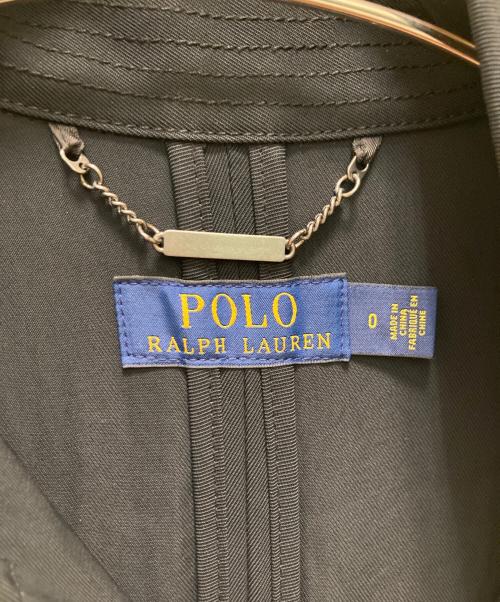 POLO
RALPH LAUREN
0
MADE IN
CHINA
FABRIQUÉ EN
CHINE